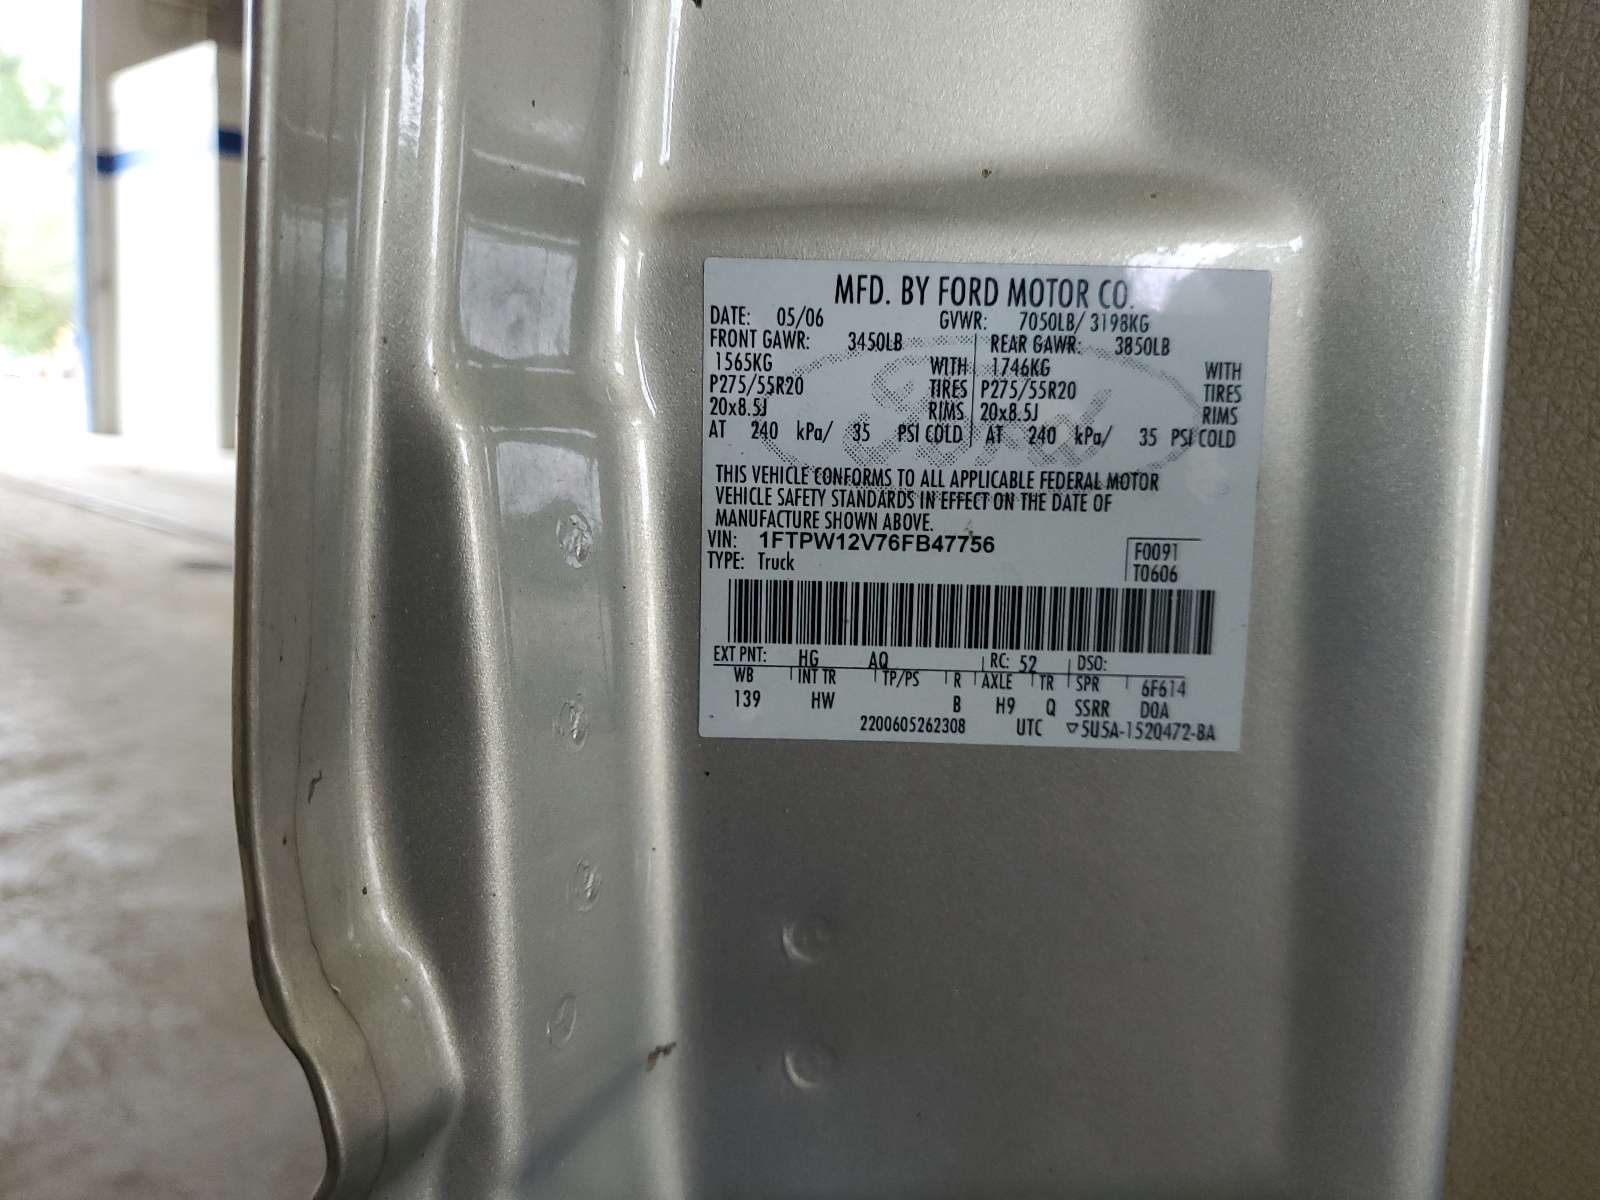 MFD. BY FORD MOTOR CO.
DATE: 05/06 GVWR: 7050LB/ 3198KG
FRONT GAWR: 3450LB REAR GAWR: 3850LB
1565KG WITH 1746KG WITH
P275/55R20 TIRES P275/55R20 TIRES
20x8.5J RIMS 20x8.5J RIMS
AT 240 kPa/ 35 PSI COLD AT 240 kPa/ 35 PSI COLD
Ford
THIS VEHICLE CONFORMS TO ALL APPLICABLE FEDERAL MOTOR
VEHICLE SAFETY STANDARDS IN EFFECT ON THE DATE OF
MANUFACTURE SHOWN ABOVE.
VIN: 1FTPW12V76FB47756 F0091
TYPE: Truck T0606
EXT PNT: HG AQ RC: 52 DSO:
WB INT TR TP/PS R AXLE TR SPR 6F614
139 HW B H9 Q SSRR D0A
2200605262308 UTC ▽5U5A-1520472-BA